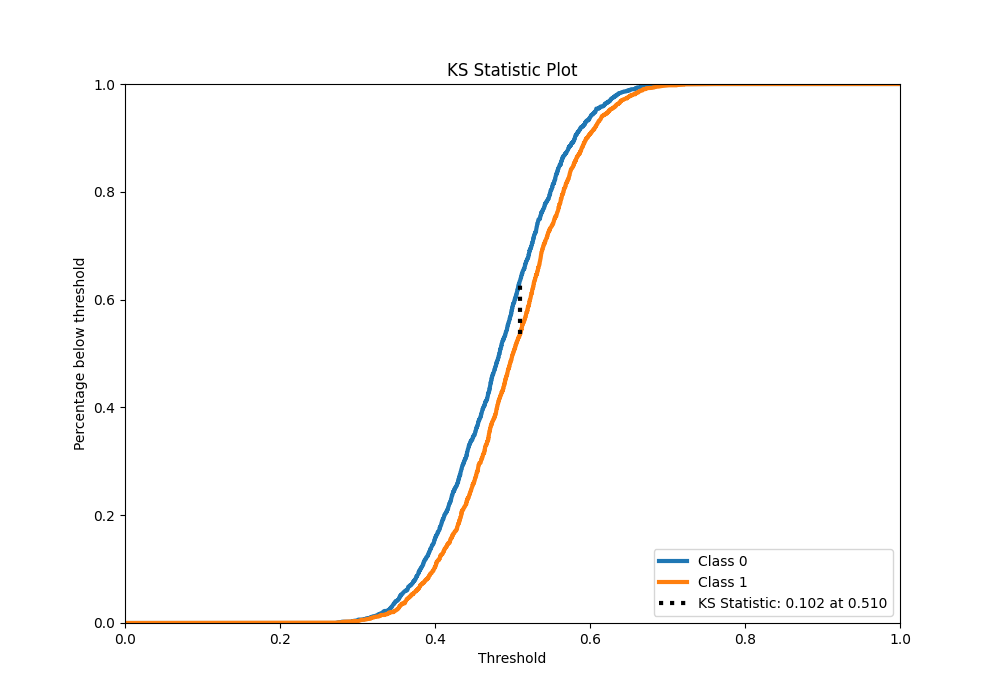 KS Statistic Plot
1.0
0.8
0.6
0.4
0.2
0.0
Percentage below threshold
0.0 0.2 0.4 0.6 0.8 1.0
Threshold
Class 0
Class 1
KS Statistic: 0.102 at 0.510